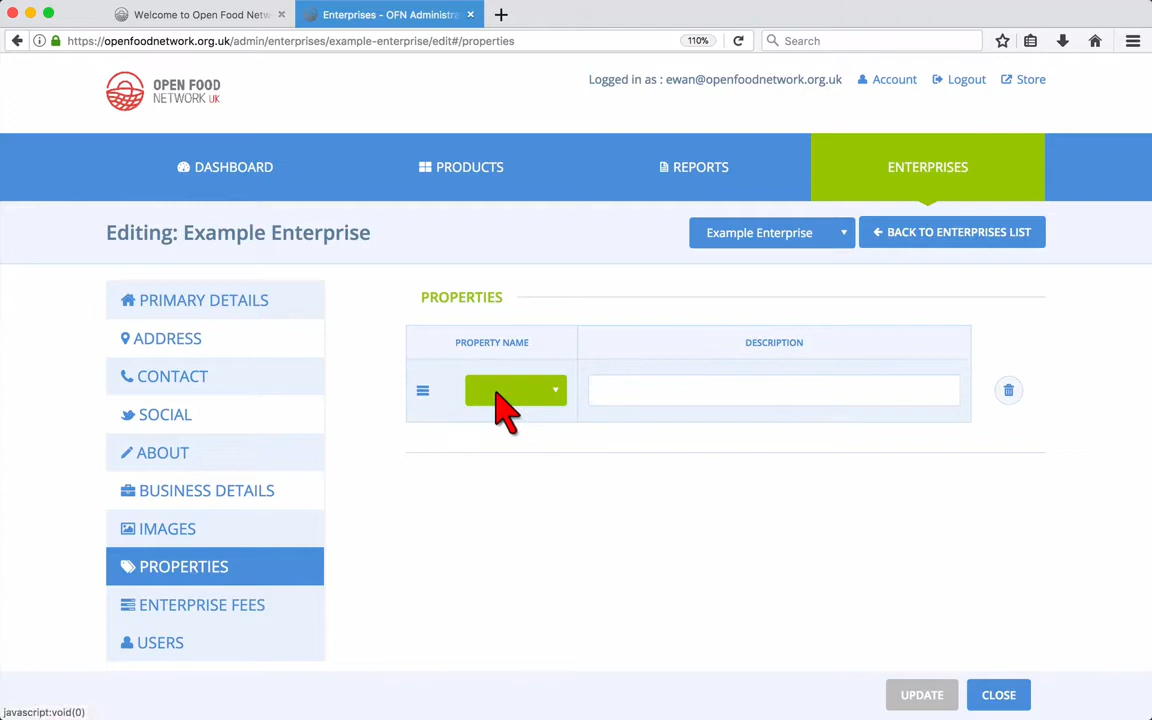 Welcome to Open Food Netw
Enterprises - OFN Administra
https://openfoodnetwork.org.uk/admin/enterprises/example-enterprise/edit#/properties
110%
Search
OPEN FOOD
NETWORK UK
Logged in as : ewan@openfoodnetwork.org.uk
Account
Logout
Store
DASHBOARD
PRODUCTS
REPORTS
ENTERPRISES
Editing: Example Enterprise
Example Enterprise
BACK TO ENTERPRISES LIST
PRIMARY DETAILS
ADDRESS
CONTACT
SOCIAL
ABOUT
BUSINESS DETAILS
IMAGES
PROPERTIES
ENTERPRISE FEES
USERS
PROPERTIES
PROPERTY NAME
DESCRIPTION
UPDATE
CLOSE
javascript:void(0)